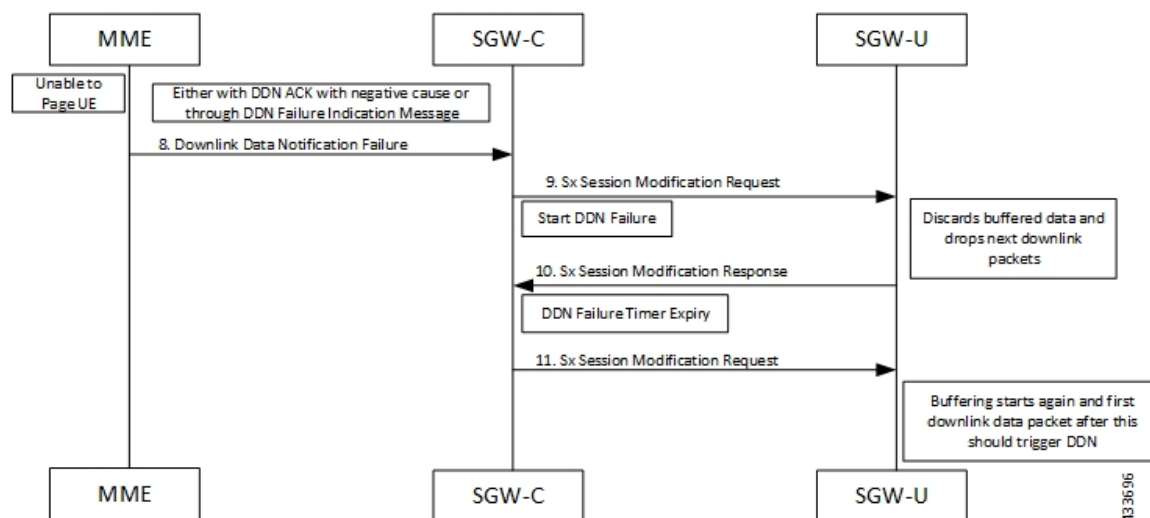 MME
SGW-C
SGW-U
Unable to
Page UE
Either with DDN ACK with negative cause or
through DDN Failure Indication Message
8. Downlink Data Notification Failure
9. Sx Session Modification Request
Start DDN Failure
Discards buffered data and
drops next downlink
packets
10. Sx Session Modification Response
DDN Failure Timer Expiry
11. Sx Session Modification Request
Buffering starts again and first
downlink data packet after this
should trigger DDN
MME
SGW-C
SGW-U
433696